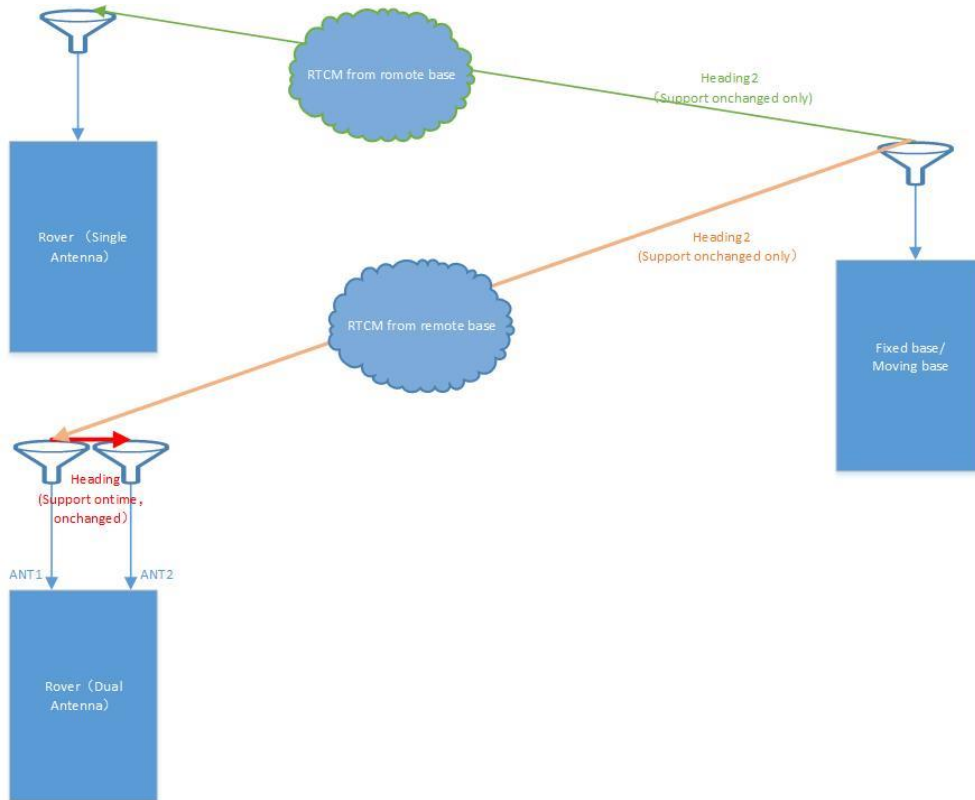 RTCM from romote base
Heading2
（Support onchanged only)
Rover （Single
Antenna）
Heading2
(Support onchanged only）
RTCM from remote base
Fixed base/
Moving base
Heading
(Support ontime，
onchanged）
ANT1
ANT2
Rover（Dual
Antenna）